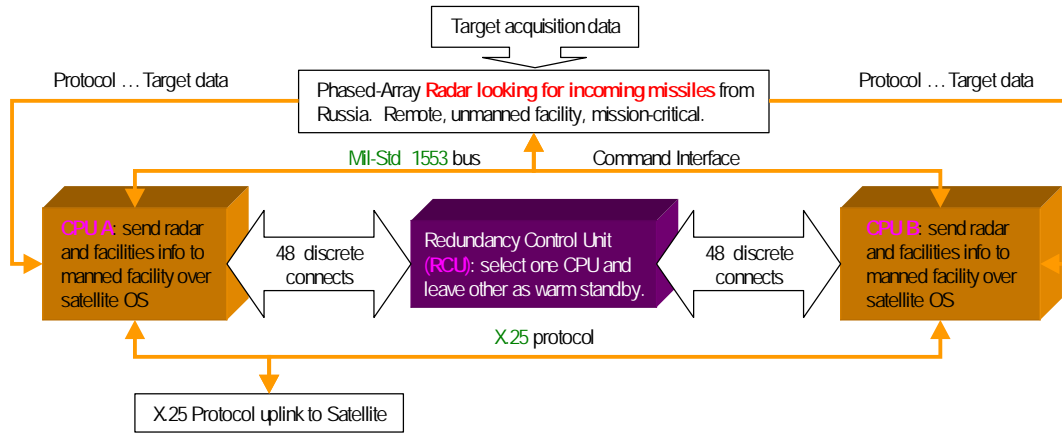 Target acquisition data
Protocol … Target data
Protocol … Target data
Phased-Array Radar looking for incoming missiles from
Russia. Remote, unmanned facility, mission-critical.
Mil-Std 1553 bus
Command Interface
CPU A: send radar
and facilities info to
manned facility over
satellite OS
48 discrete
connects
Redundancy Control Unit
(RCU): select one CPU and
leave other as warm standby.
48 discrete
connects
CPU B: send radar
and facilities info to
manned facility over
satellite OS
X.25 protocol
X.25 Protocol uplink to Satellite